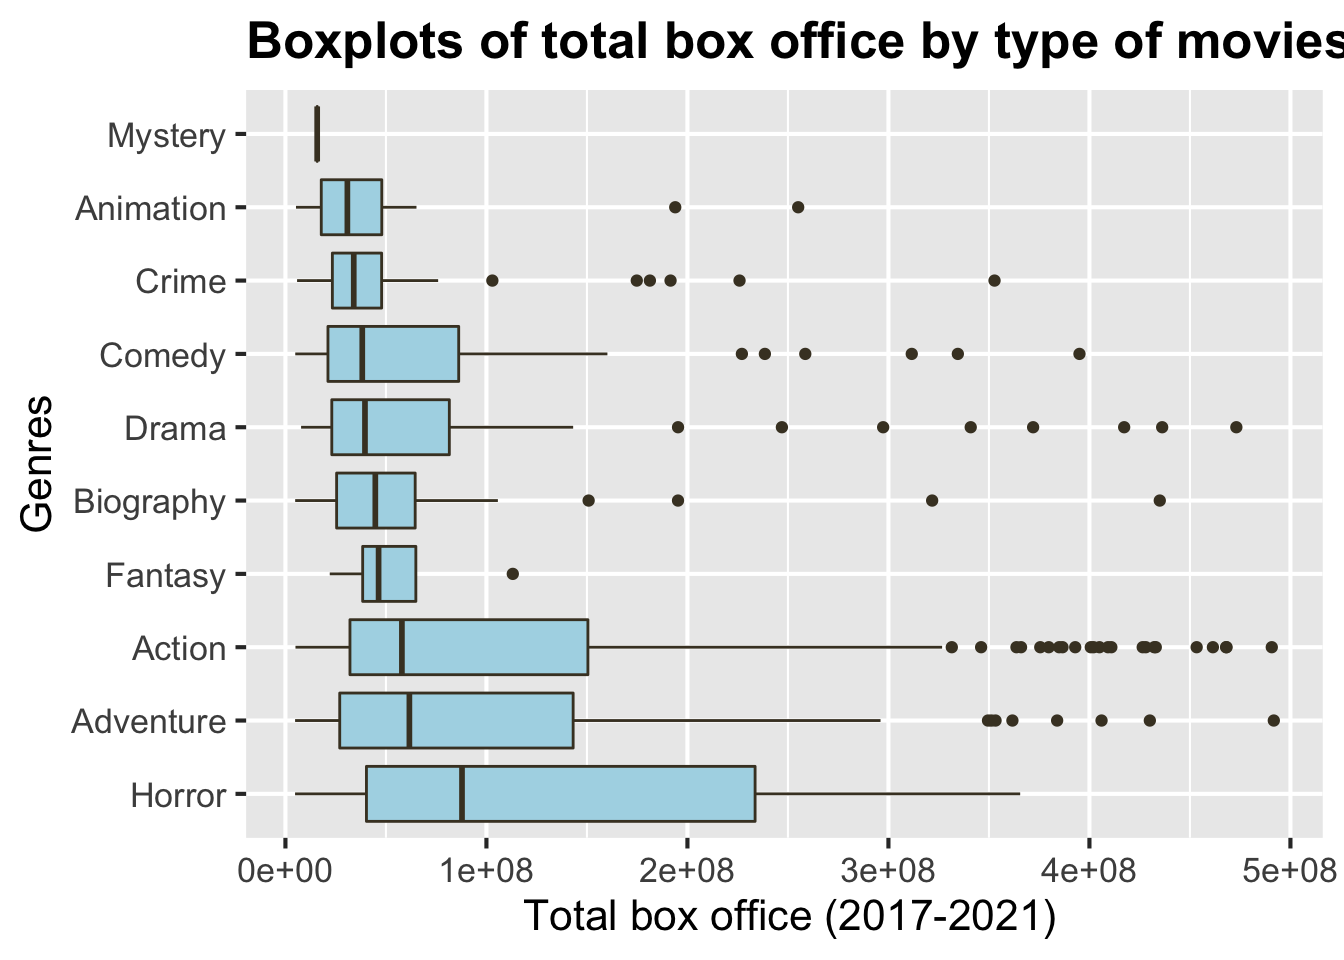 Boxplots of total box office by type of movies
Mystery
Animation
Crime
Comedy
Drama
Biography
Fantasy
Action
Adventure
Horror
Genres
0e+00 1e+08 2e+08 3e+08 4e+08 5e+08
Total box office (2017-2021)